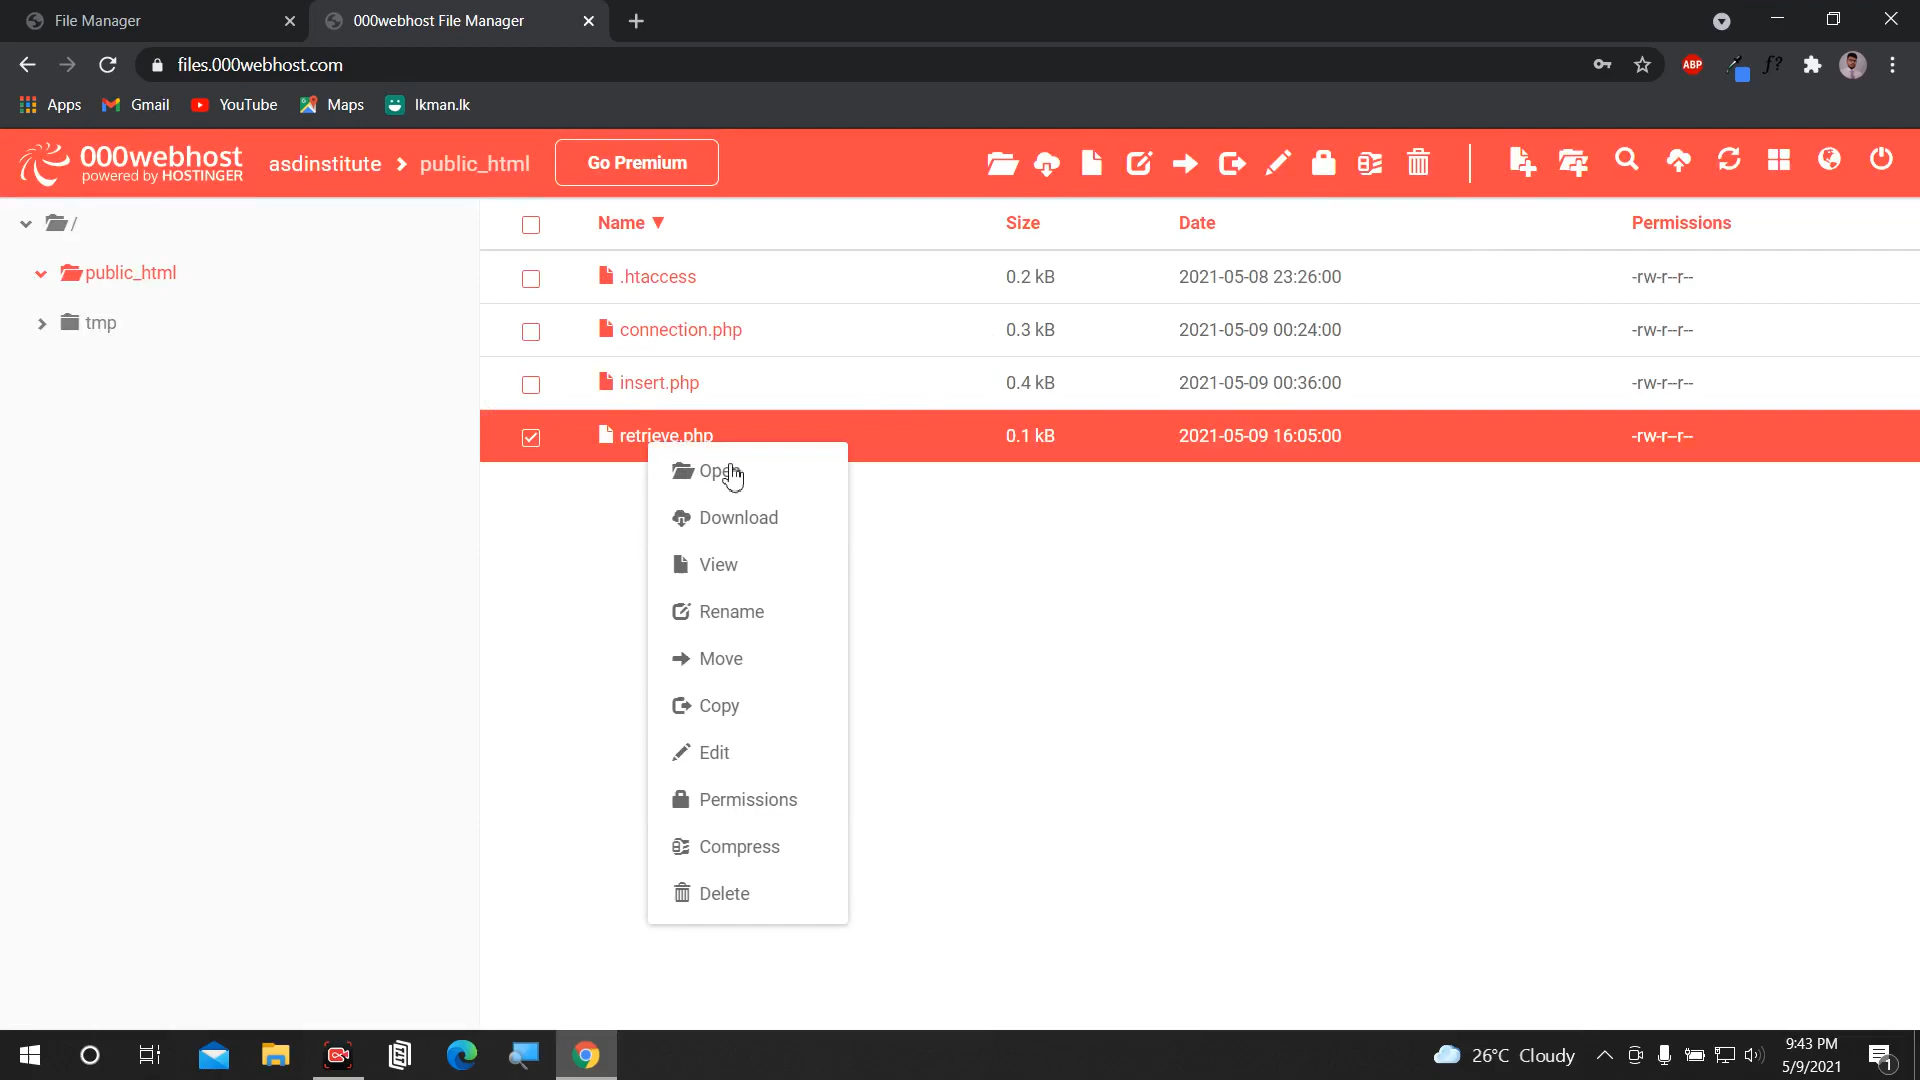 File Manager
000webhost File Manager
files.000webhost.com
ABP
f?
Apps
Gmail
YouTube
Maps
Ikman.lk
000webhost
powered by HOSTINGER
asdinstitute > public_html
Go Premium
/
public_html
tmp
Name ▼ Size Date Permissions
.htaccess 0.2 kB 2021-05-08 23:26:00 -rw-r--r--
connection.php 0.3 kB 2021-05-09 00:24:00 -rw-r--r--
insert.php 0.4 kB 2021-05-09 00:36:00 -rw-r--r--
retrieve.php 0.1 kB 2021-05-09 16:05:00 -rw-r--r--
Open
Download
View
Rename
Move
Copy
Edit
Permissions
Compress
Delete
26°C Cloudy
9:43 PM
5/9/2021
1